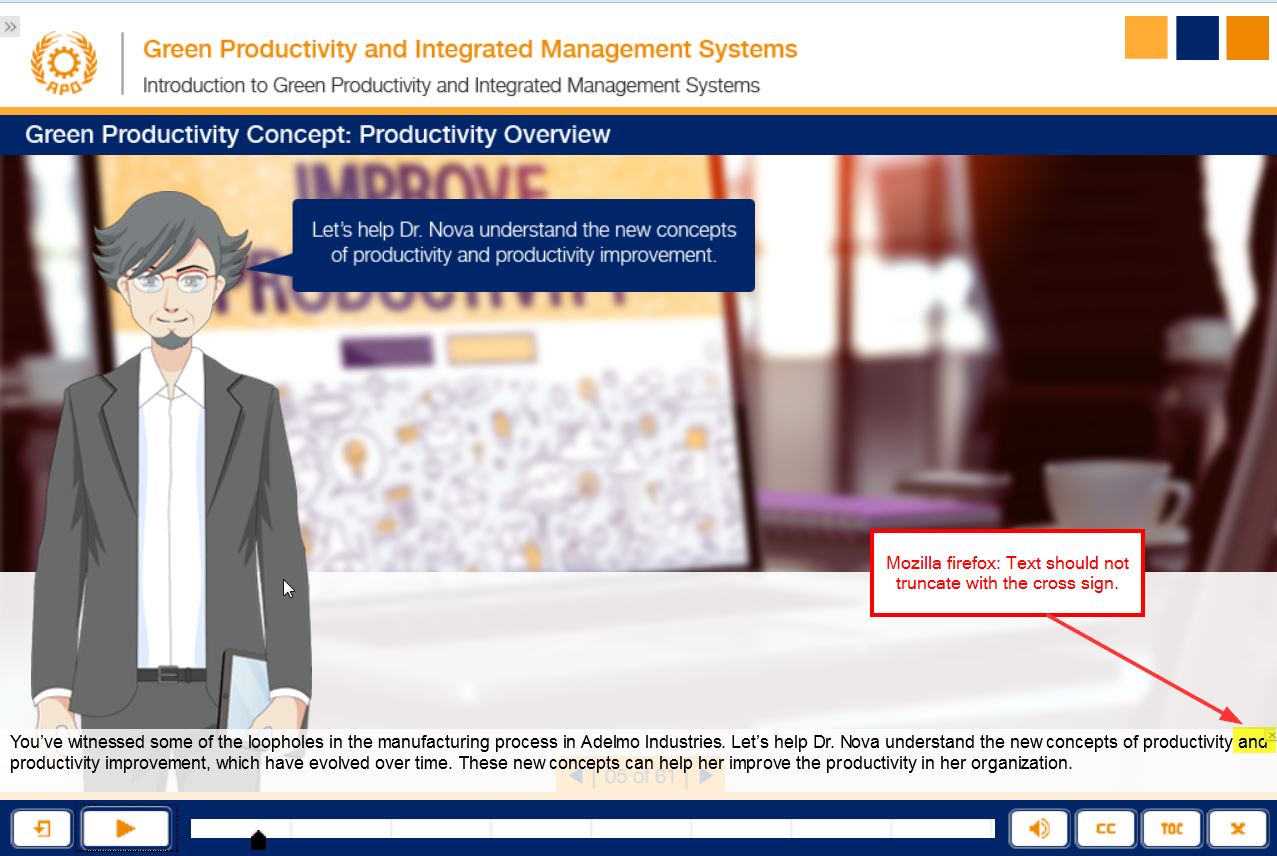 APO
Green Productivity and Integrated Management Systems
Introduction to Green Productivity and Integrated Management Systems
Green Productivity Concept: Productivity Overview
IMPROVE
PRODUCTIVITY
Let's help Dr. Nova understand the new concepts
of productivity and productivity improvement.
Mozilla firefox: Text should not
truncate with the cross sign.
You've witnessed some of the loopholes in the manufacturing process in Adelmo Industries. Let's help Dr. Nova understand the new concepts of productivity and
productivity improvement, which have evolved over time. These new concepts can help her improve the productivity in her organization.
05 of 61
CC
TOC